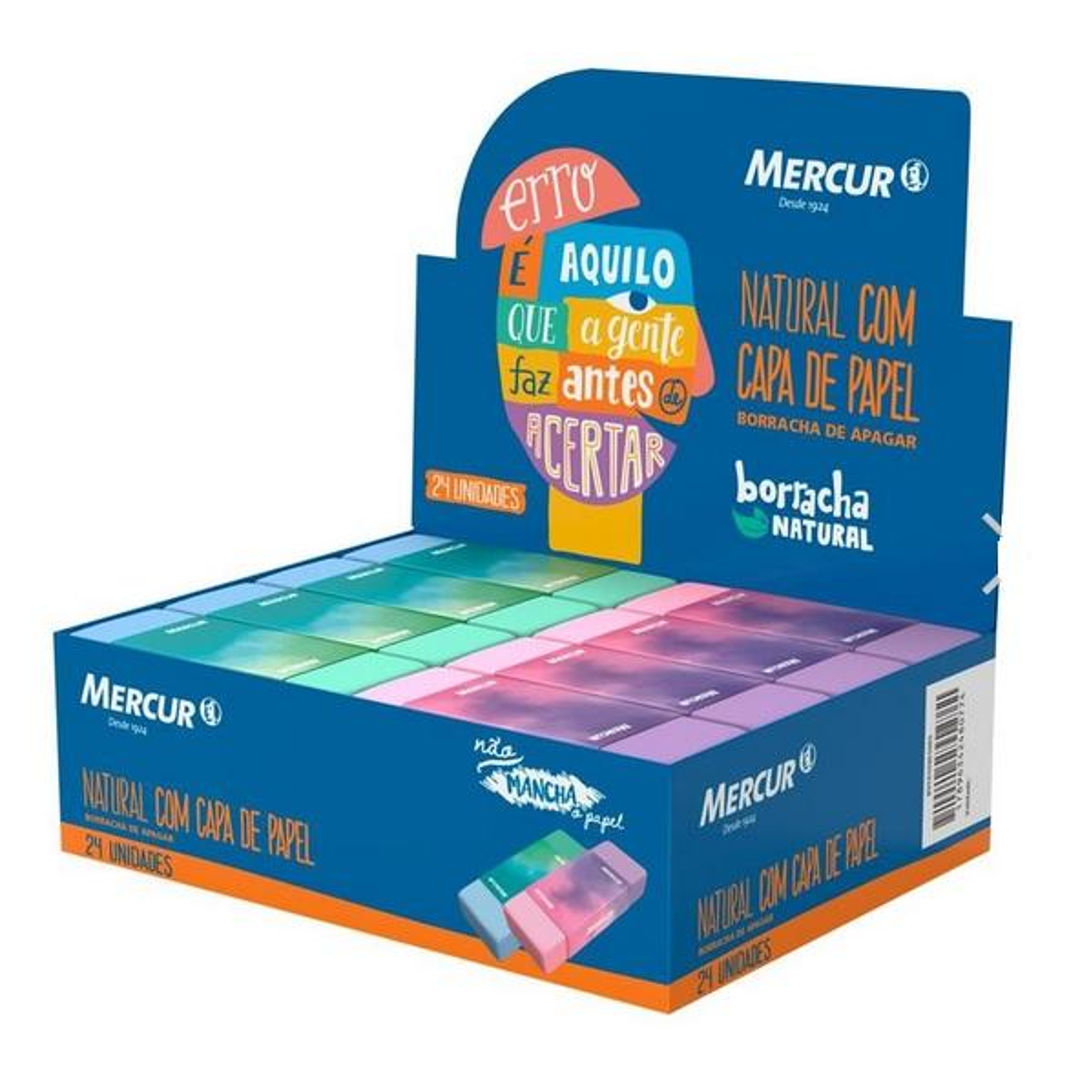 erro
É AQUILO
QUE a gente
faz antes de
ACERTAR
24 UNIDADES
MERCUR
Desde 1924
NATURAL COM
CAPA DE PAPEL
BORRACHA DE APAGAR
borracha
NATURAL
MERCUR
Desde 1924
NATURAL COM CAPA DE PAPEL
BORRACHA DE APAGAR
24 UNIDADES
não
MANCHA
o papel
MERCUR
Desde 1924
NATURAL COM CAPA DE PAPEL
BORRACHA DE APAGAR
24 UNIDADES